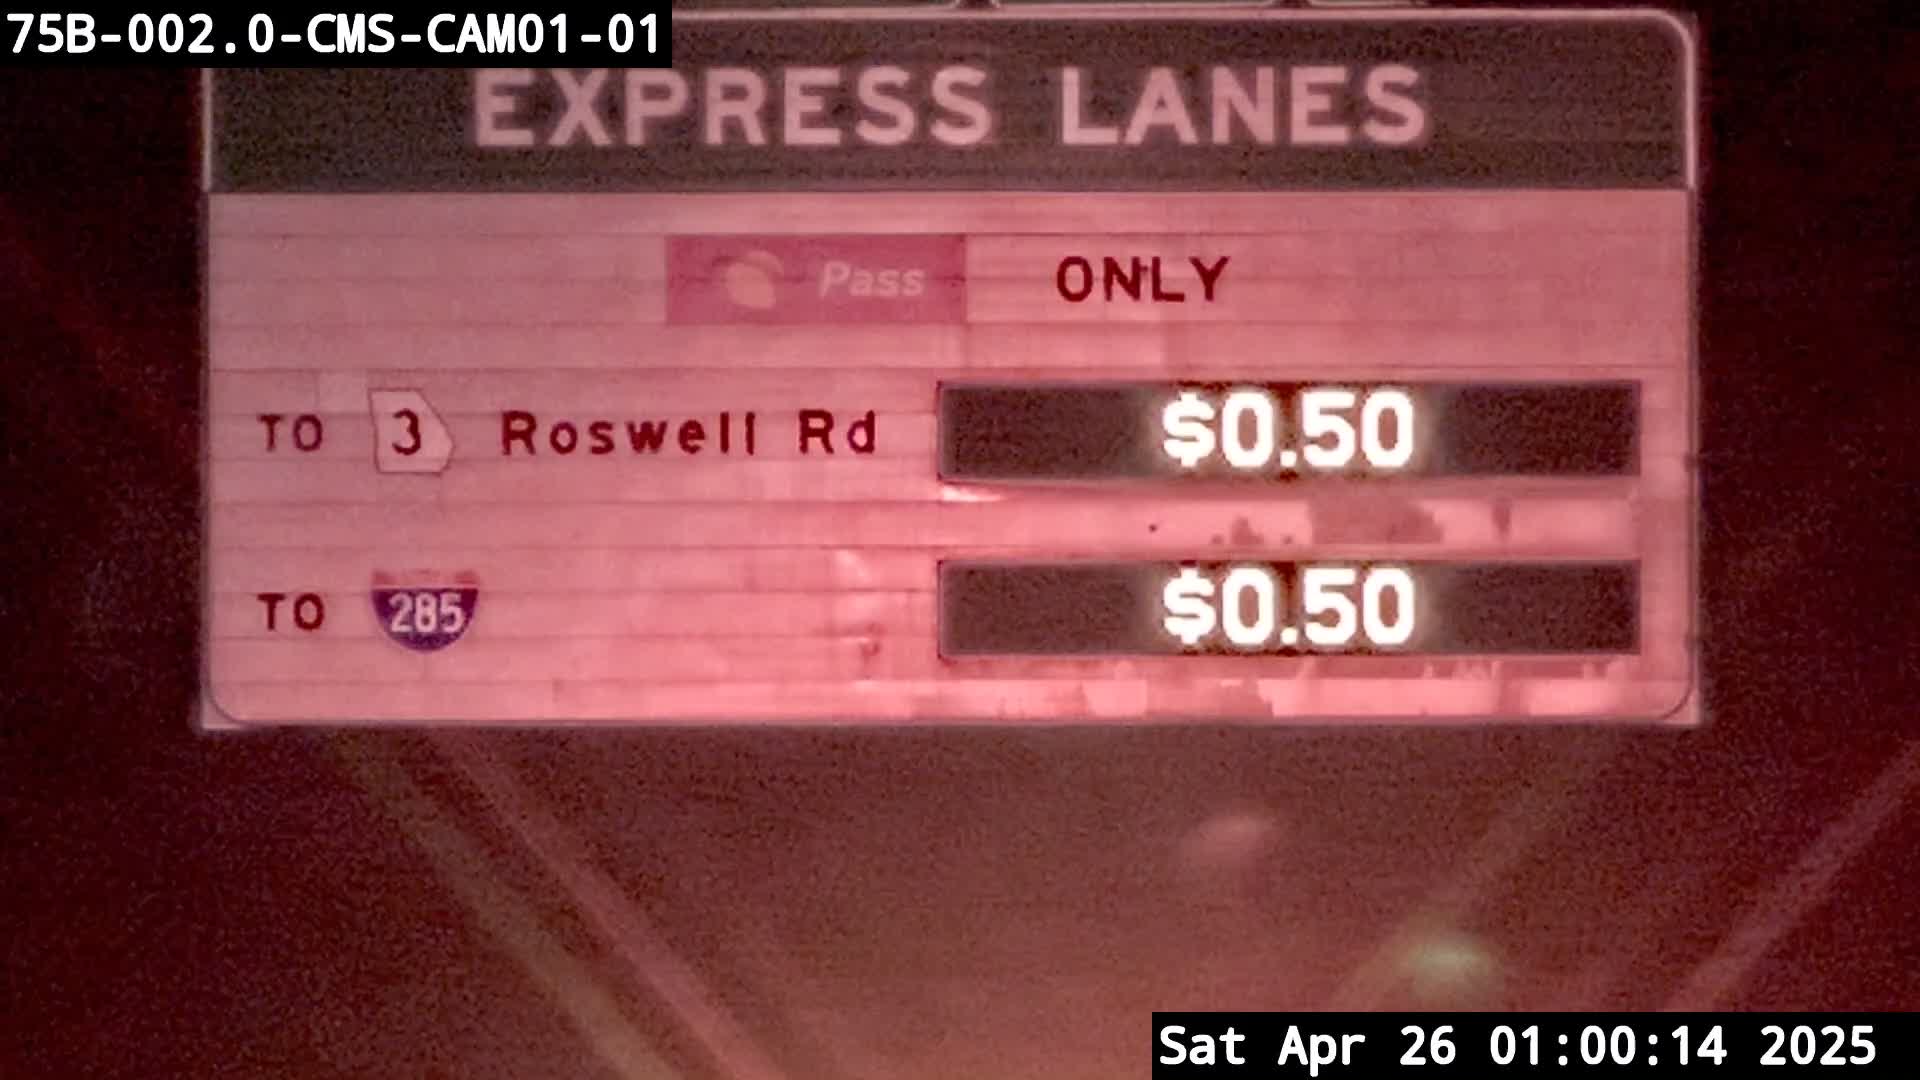 75B-002.0-CMS-CAM01-01
EXPRESS LANES
Pass ONLY
TO 3 Roswell Rd $0.50
TO 285 $0.50
Sat Apr 26 01:00:14 2025